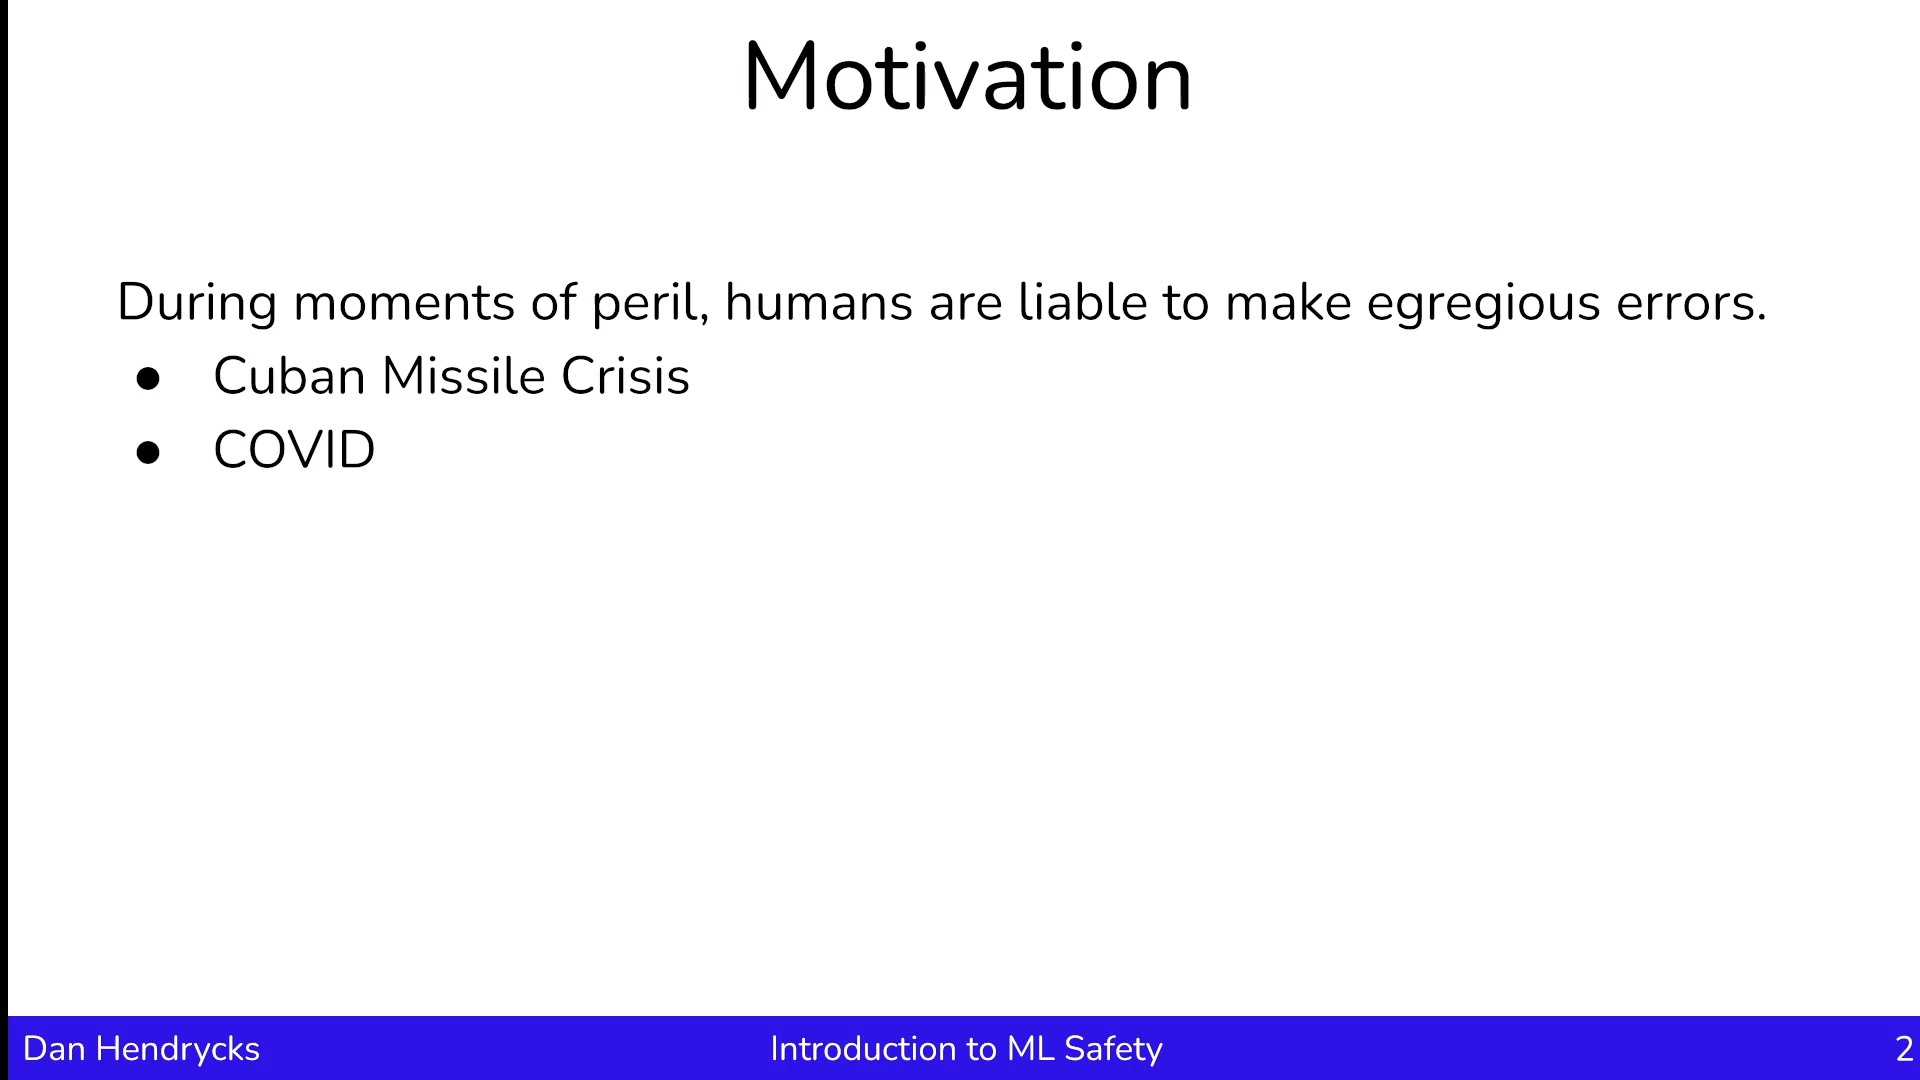 Motivation
During moments of peril, humans are liable to make egregious errors.
● Cuban Missile Crisis
● COVID
Dan Hendrycks
Introduction to ML Safety
2